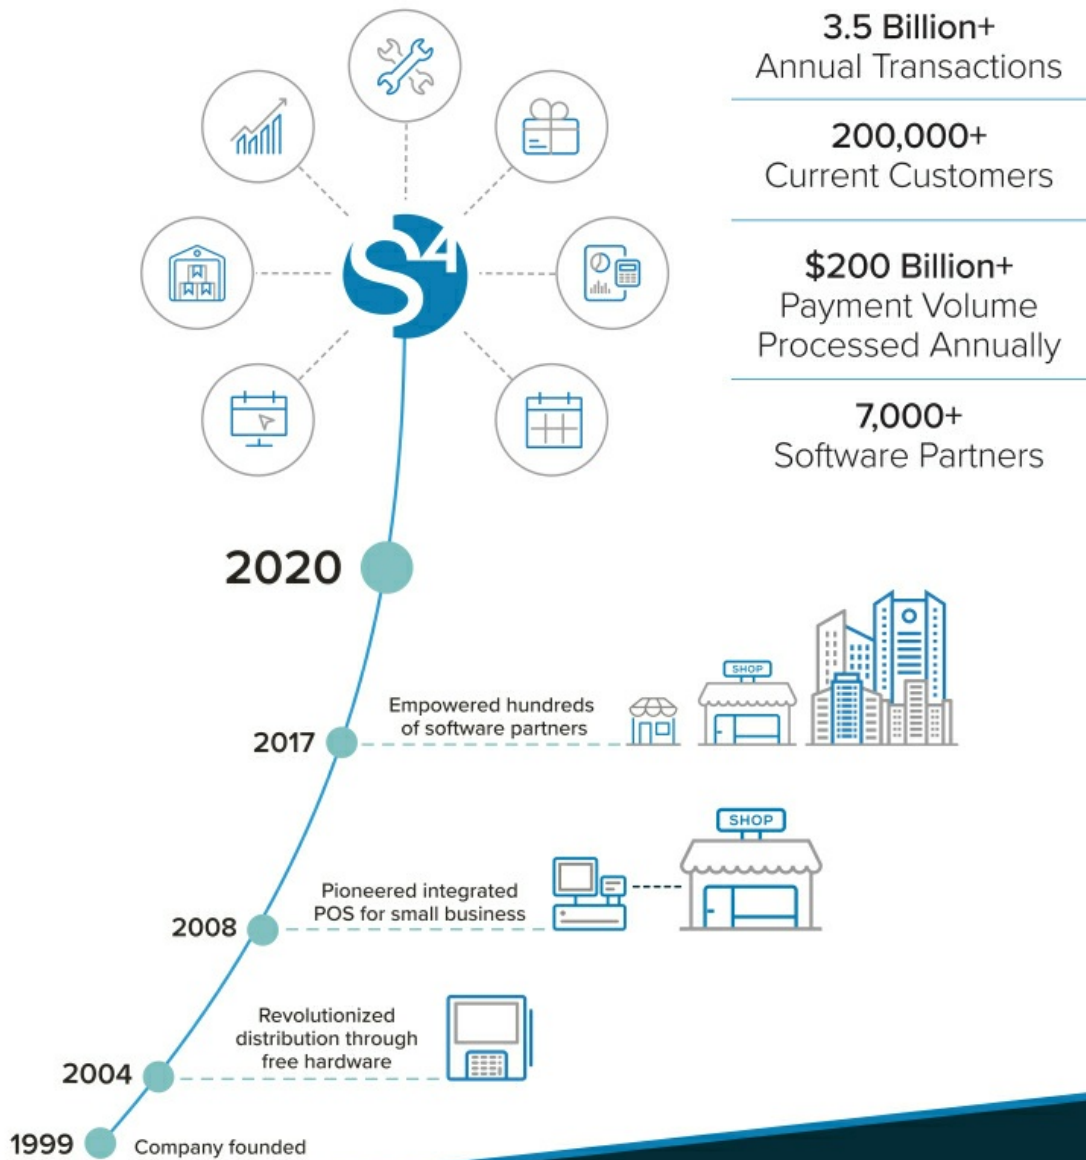 3.5 Billion+
Annual Transactions
200,000+
Current Customers
$200 Billion+
Payment Volume
Processed Annually
7,000+
Software Partners
S4
2020
Empowered hundreds
of software partners
2017
SHOP
SHOP
Pioneered integrated
POS for small business
2008
Revolutionized
distribution through
free hardware
2004
1999
Company founded